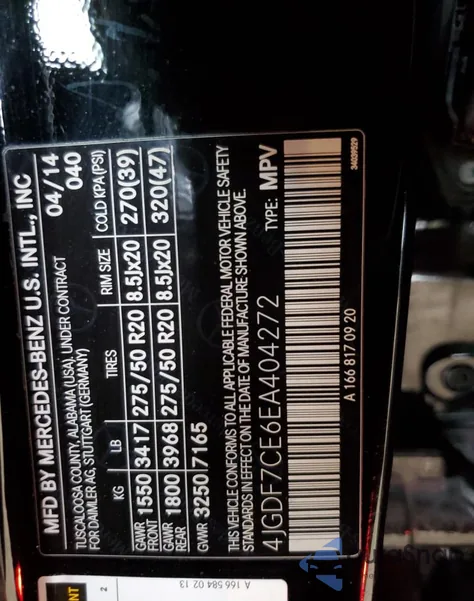 MFD BY MERCEDES-BENZ U.S. INTL., INC
TUSCALOOSA COUNTY, ALABAMA (USA), UNDER CONTRACT
FOR DAIMLER AG, STUTTGART(GERMANY)
04/14
040
KG LB TIRES RIM SIZE COLD KPA(PSI)
GAWR FRONT 1550 3417 275/50 R20 8.5Jx20 270(39)
GAWR REAR 1800 3968 275/50 R20 8.5Jx20 320(47)
GVWR 3250 7165
THIS VEHICLE CONFORMS TO ALL APPLICABLE FEDERAL MOTOR VEHICLE SAFETY
STANDARDS IN EFFECT ON THE DATE OF MANUFACTURE SHOWN ABOVE.
4JGDF7CE6EA404272 TYPE: MPV
A 166 817 09 20
34039529
A 166 584 02 13
2